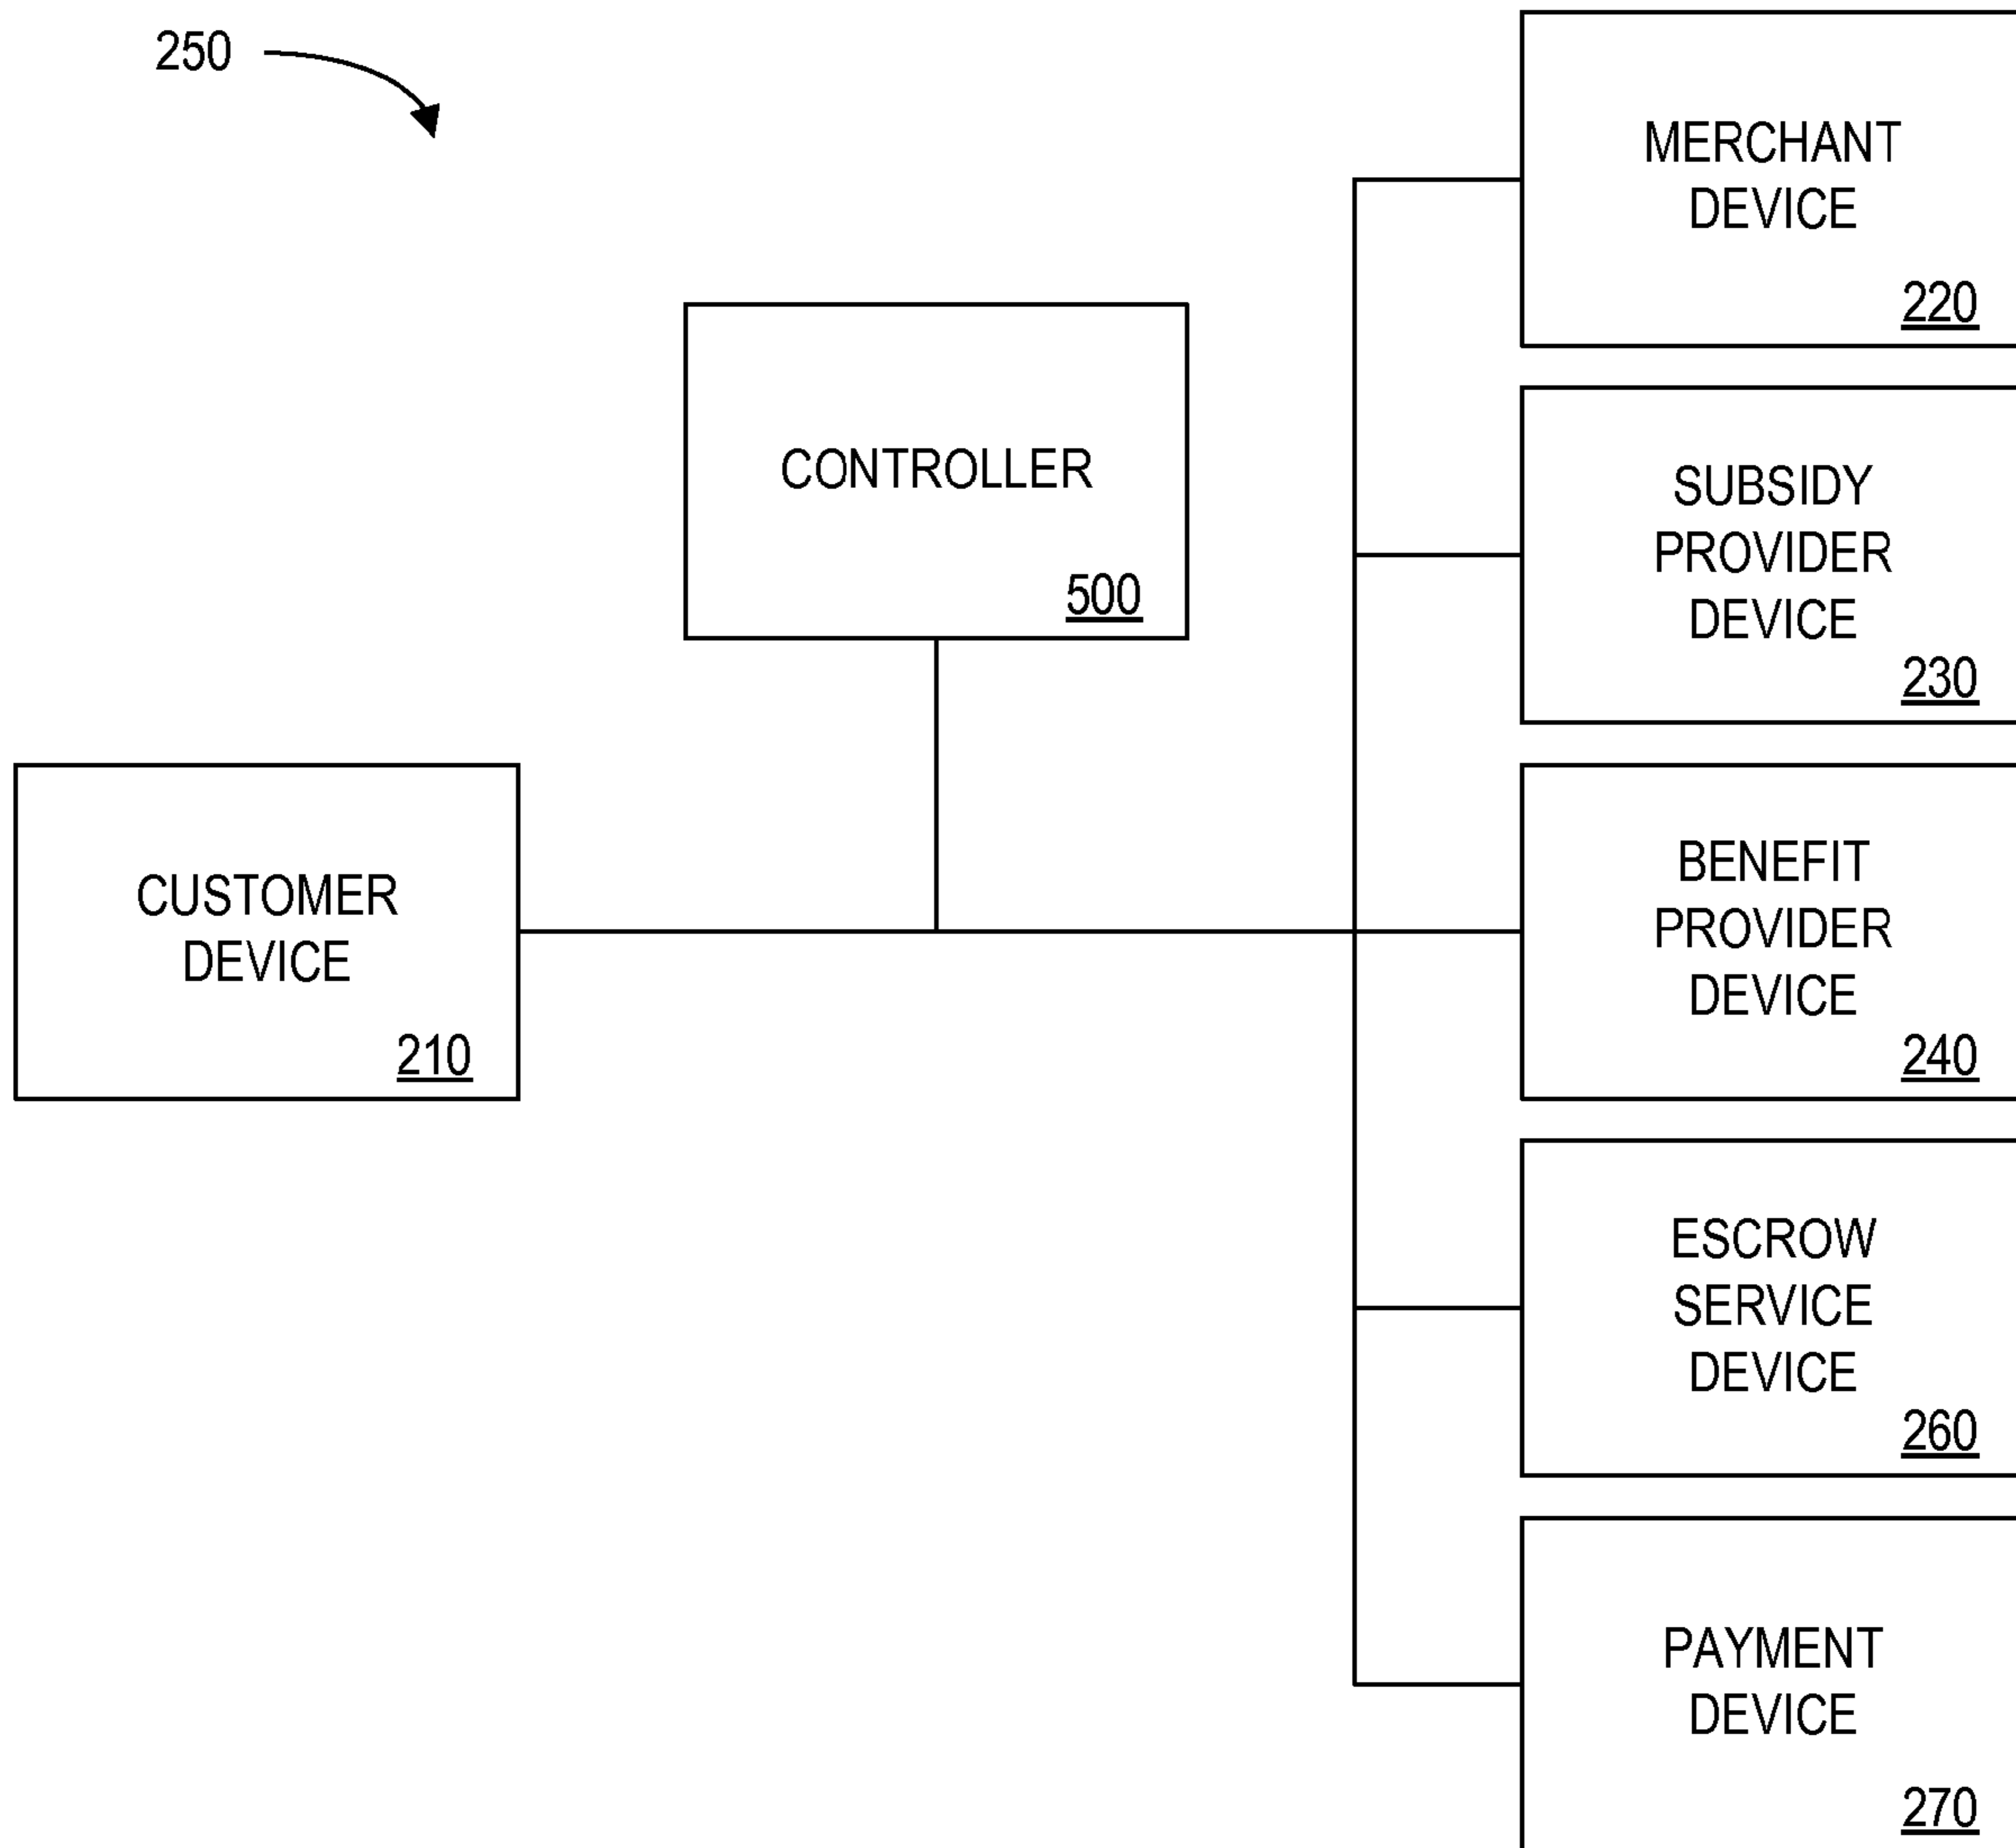 250
MERCHANT
DEVICE
220
CONTROLLER
500
SUBSIDY
PROVIDER
DEVICE
230
CUSTOMER
DEVICE
210
BENEFIT
PROVIDER
DEVICE
240
ESCROW
SERVICE
DEVICE
260
PAYMENT
DEVICE
270